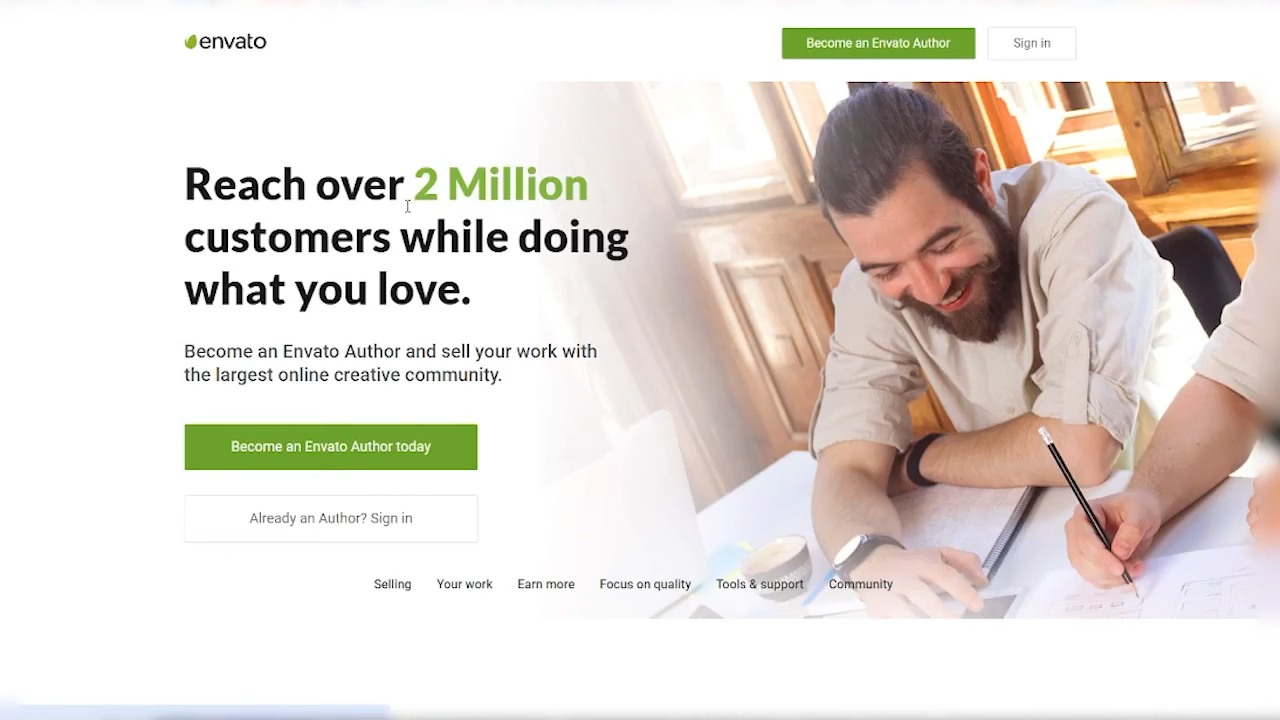 envato
Become an Envato Author
Sign in
Reach over 2 Million
customers while doing
what you love.
Become an Envato Author and sell your work with
the largest online creative community.
Become an Envato Author today
Already an Author? Sign in
Selling
Your work
Earn more
Focus on quality
Tools & support
Community